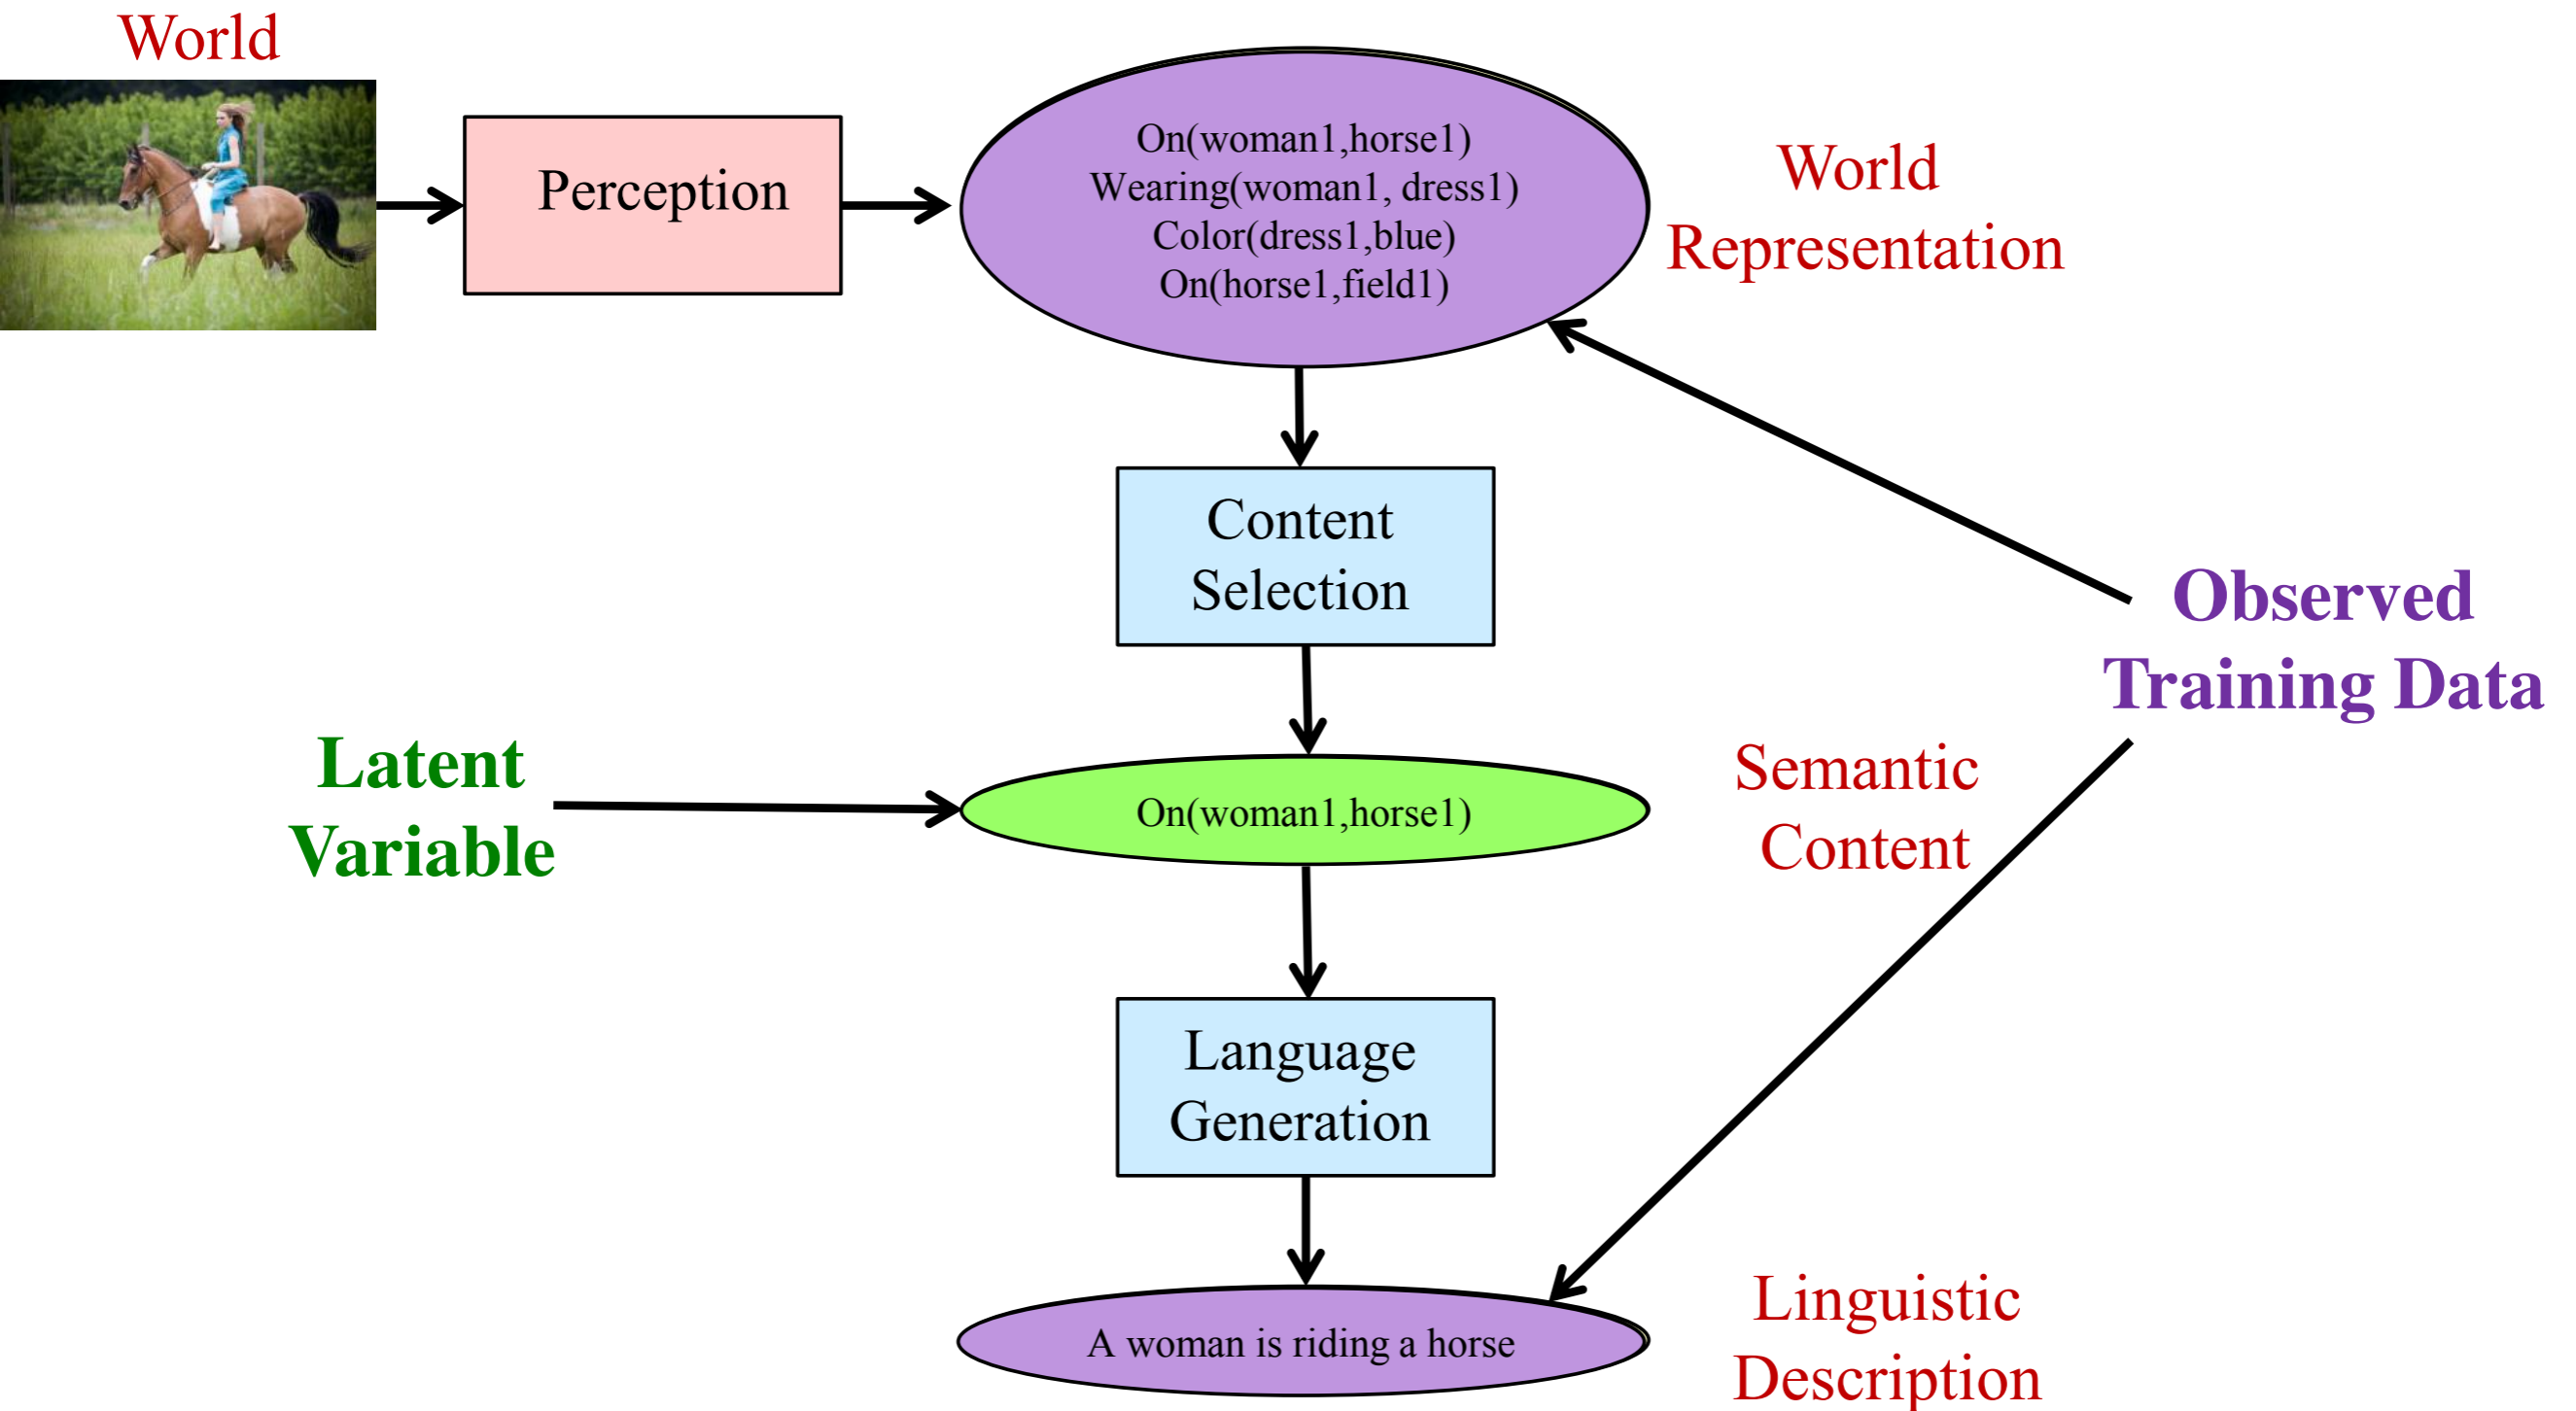 World
Perception
On(woman1,horse1)
Wearing(woman1, dress1)
Color(dress1,blue)
On(horse1,field1)
World
Representation
Content
Selection
Observed
Training Data
Latent
Variable
On(woman1,horse1)
Semantic
Content
Language
Generation
A woman is riding a horse
Linguistic
Description